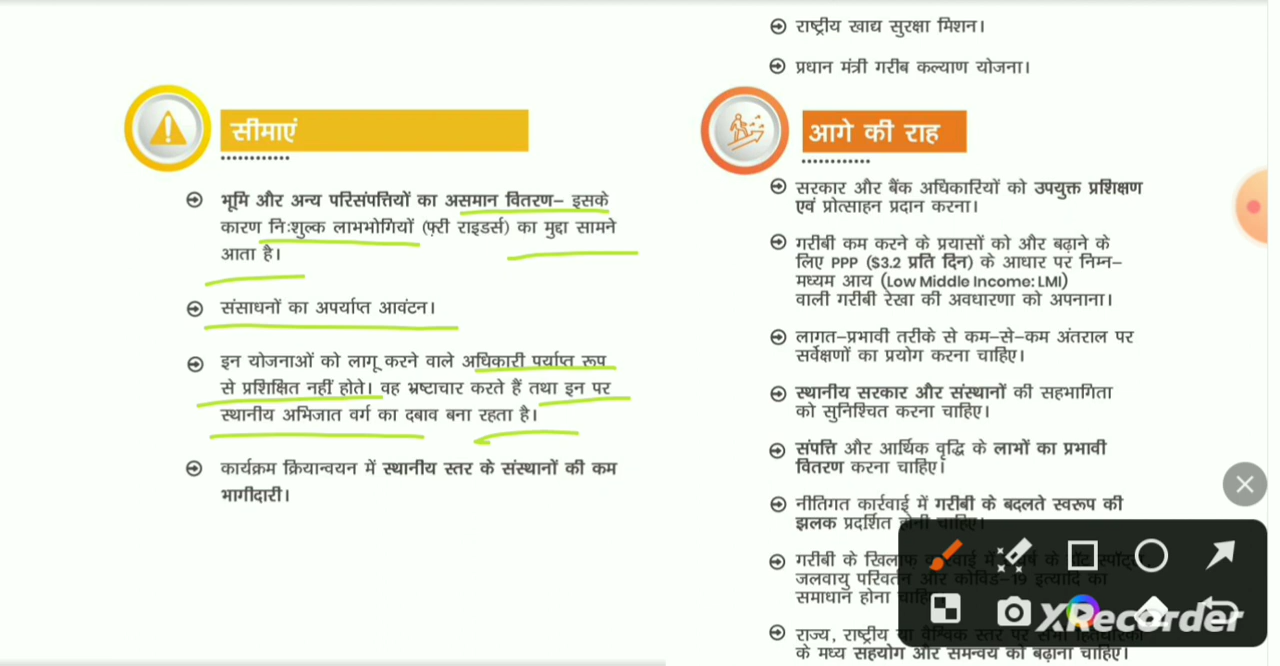 सीमाएं
भूमि और अन्य परिसंपत्तियों का असमान वितरण– इसके
कारण निःशुल्क लाभभोगियों (फ़्री राइडर्स) का मुद्दा सामने
आता है।
संसाधनों का अपर्याप्त आवंटन।
इन योजनाओं को लागू करने वाले अधिकारी पर्याप्त रूप
से प्रशिक्षित नहीं होते। वह भ्रष्टाचार करते हैं तथा इन पर
स्थानीय अभिजात वर्ग का दबाव बना रहता है।
कार्यक्रम क्रियान्वयन में स्थानीय स्तर के संस्थानों की कम
भागीदारी।
राष्ट्रीय खाद्य सुरक्षा मिशन।
प्रधान मंत्री गरीब कल्याण योजना।
आगे की राह
सरकार और बैंक अधिकारियों को उपयुक्त प्रशिक्षण
एवं प्रोत्साहन प्रदान करना।
गरीबी कम करने के प्रयासों को और बढ़ाने के
लिए PPP ($3.2 प्रति दिन) के आधार पर निम्न–
मध्यम आय (Low Middle Income: LMI)
वाली गरीबी रेखा की अवधारणा को अपनाना।
लागत–प्रभावी तरीके से कम–से–कम अंतराल पर
सर्वेक्षणों का प्रयोग करना चाहिए।
स्थानीय सरकार और संस्थानों की सहभागिता
को सुनिश्चित करना चाहिए।
संपत्ति और आर्थिक वृद्धि के लाभों का प्रभावी
वितरण करना चाहिए।
नीतिगत कार्रवाई में गरीबी के बदलते स्वरूप की
झलक प्रदर्शित होनी चाहिए।
गरीबी के खिलाफ कार्रवाई में के हॉट स्पॉट्स,
जलवायु परिवर्तन और कोविड–19 इत्यादि का
समाधान होना चाहि
राज्य, राष्ट्रीय या वैश्विक स्तर पर सभी हितधारकों
के मध्य सहयोग और समन्वय को बढ़ाना चाहिए।
XRecorder